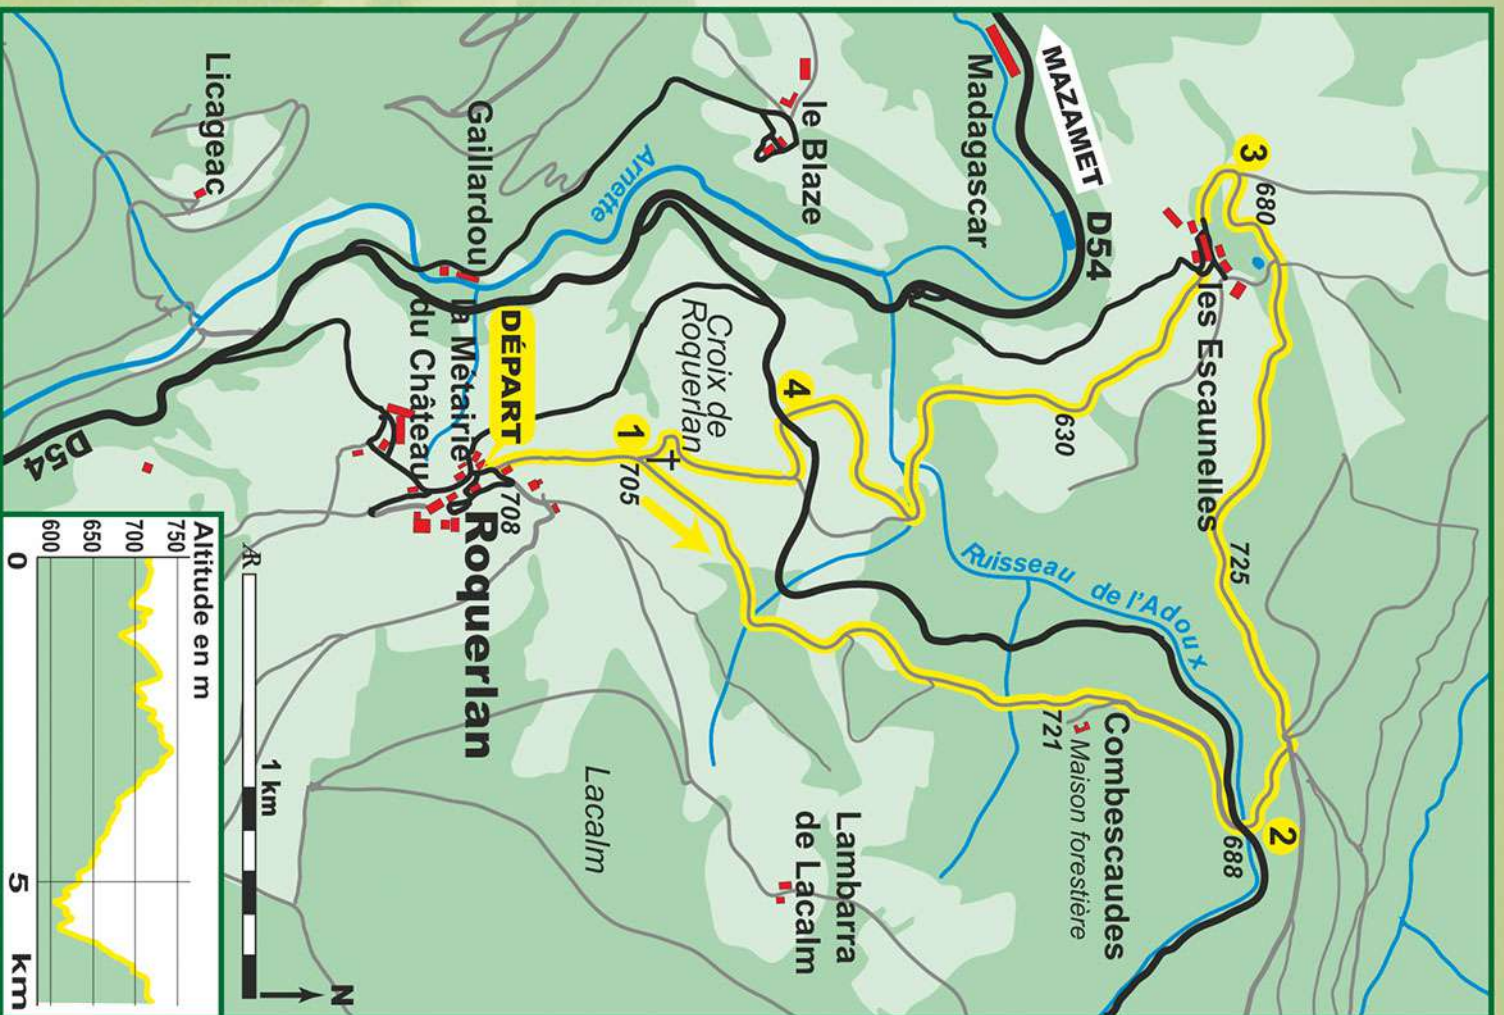 2
3
680
725
688
les Escaunelles
Ruisseau de l'Adoux
Combescaudes
D54
MAZAMET
Maison forestière
630
721
Madagascar
Lambarra
de Lacalm
le Blaze
4
Croix de
Roquerlan
1
705
Arnette
Lacalm
DÉPART
708
Roquerlan
Gaillardou
la Métairie
du Château
N
1 km
AR
Licageac
Altitude en m
750
700
650
600
0
5
km
D54